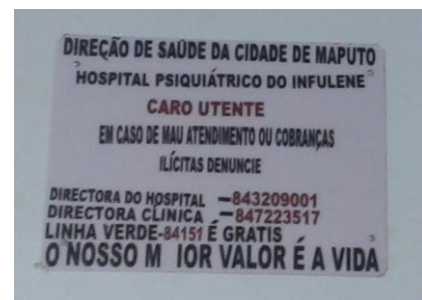 DIREÇÃO DE SAÚDE DA CIDADE DE MAPUTO
HOSPITAL PSIQUIÁTRICO DO INFULENE
CARO UTENTE
EM CASO DE MAU ATENDIMENTO OU COBRANÇAS
ILÍCITAS DENUNCIE
DIRECTORA DO HOSPITAL -843209001
DIRECTORA CLÍNICA -847223517
LINHA VERDE-84151 É GRATIS
O NOSSO M IOR VALOR É A VIDA